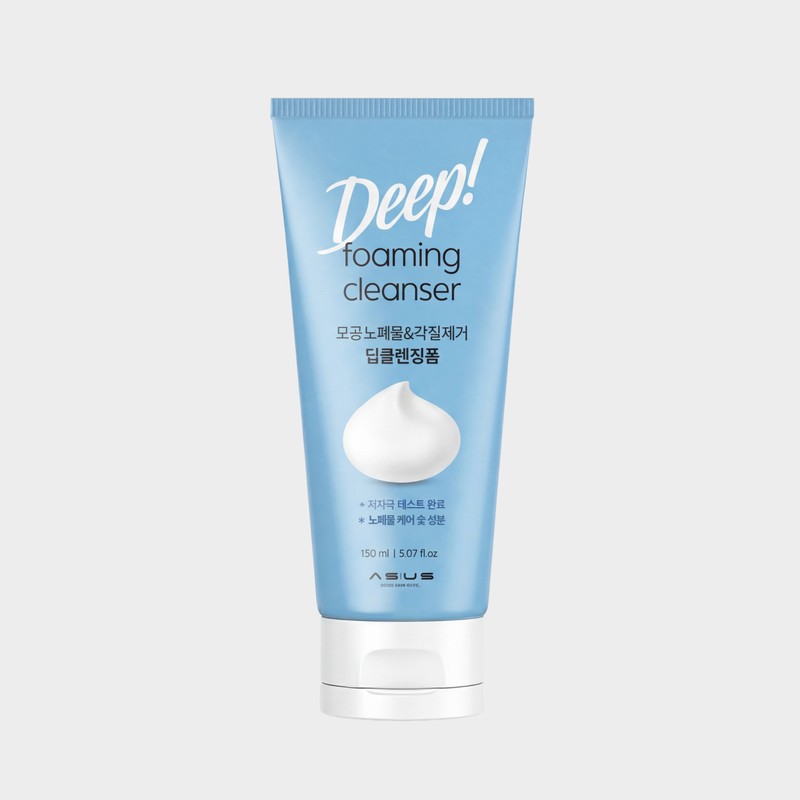 Deep!
foaming
cleanser
모공노폐물&각질제거
딥클렌징폼
+ 저자극 테스트 완료
* 노폐물 케어 숯 성분
150 ml | 5.07 fl.oz
ASIUS